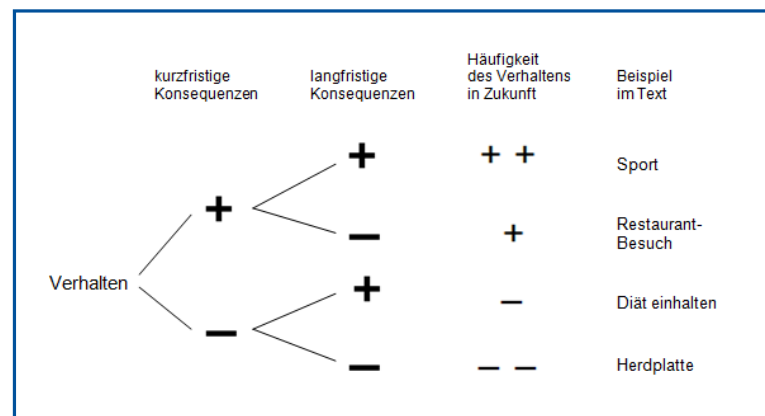 kurzfristige
Konsequenzen
langfristige
Konsequenzen
Häufigkeit
des Verhaltens
in Zukunft
Beispiel
im Text
Verhalten
+
+
+ +
Sport
−
+
Restaurant-
Besuch
−
+
−
Diät einhalten
−
− −
Herdplatte